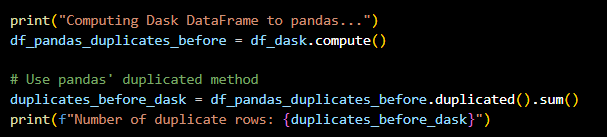 print("Computing Dask DataFrame to pandas...")
df_pandas_duplicates_before = df_dask.compute()
# Use pandas' duplicated method
duplicates_before_dask = df_pandas_duplicates_before.duplicated().sum()
print(f"Number of duplicate rows: {duplicates_before_dask}")